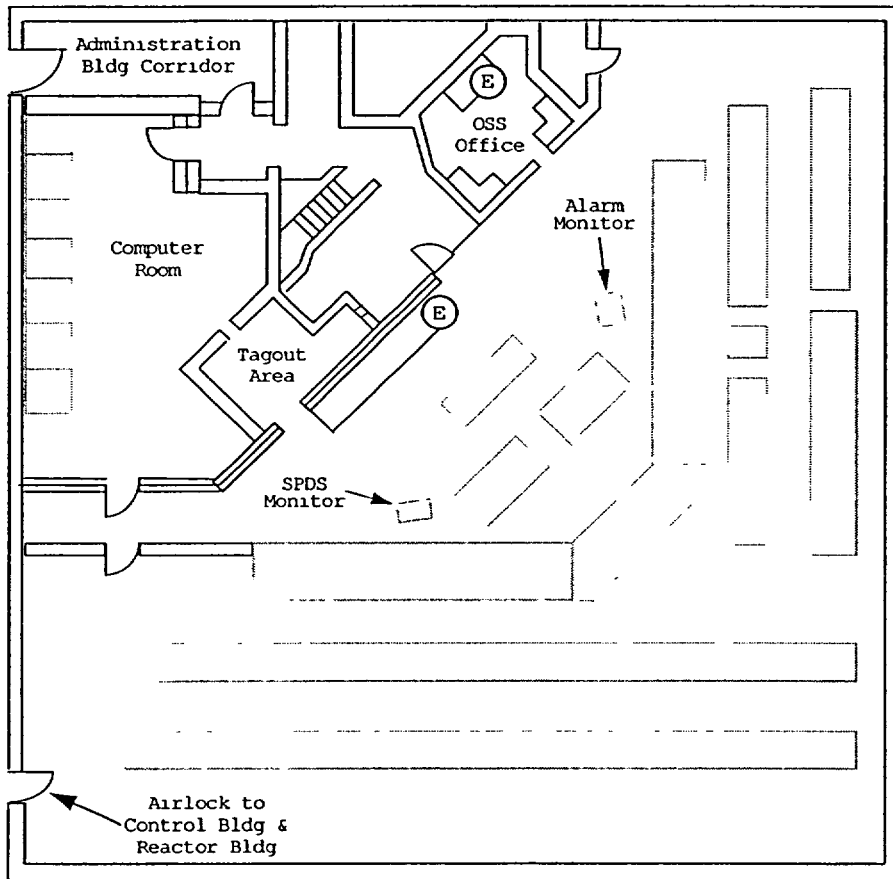 Administration
Bldg Corridor
E
OSS
Office
Alarm
Monitor
Computer
Room
E
Tagout
Area
SPDS
Monitor
Airlock to
Control Bldg &
Reactor Bldg